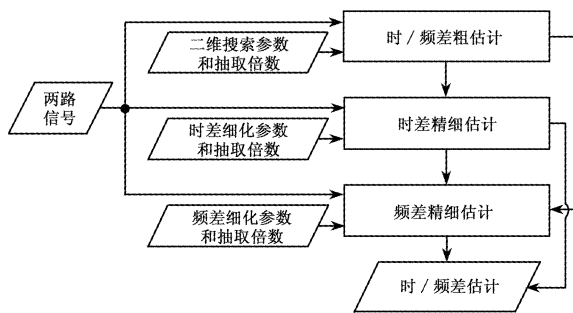 二维搜索参数
和抽取倍数
时/频差粗估计
两路
信号
时差细化参数
和抽取倍数
时差精细估计
频差细化参数
和抽取倍数
频差精细估计
时/频差估计